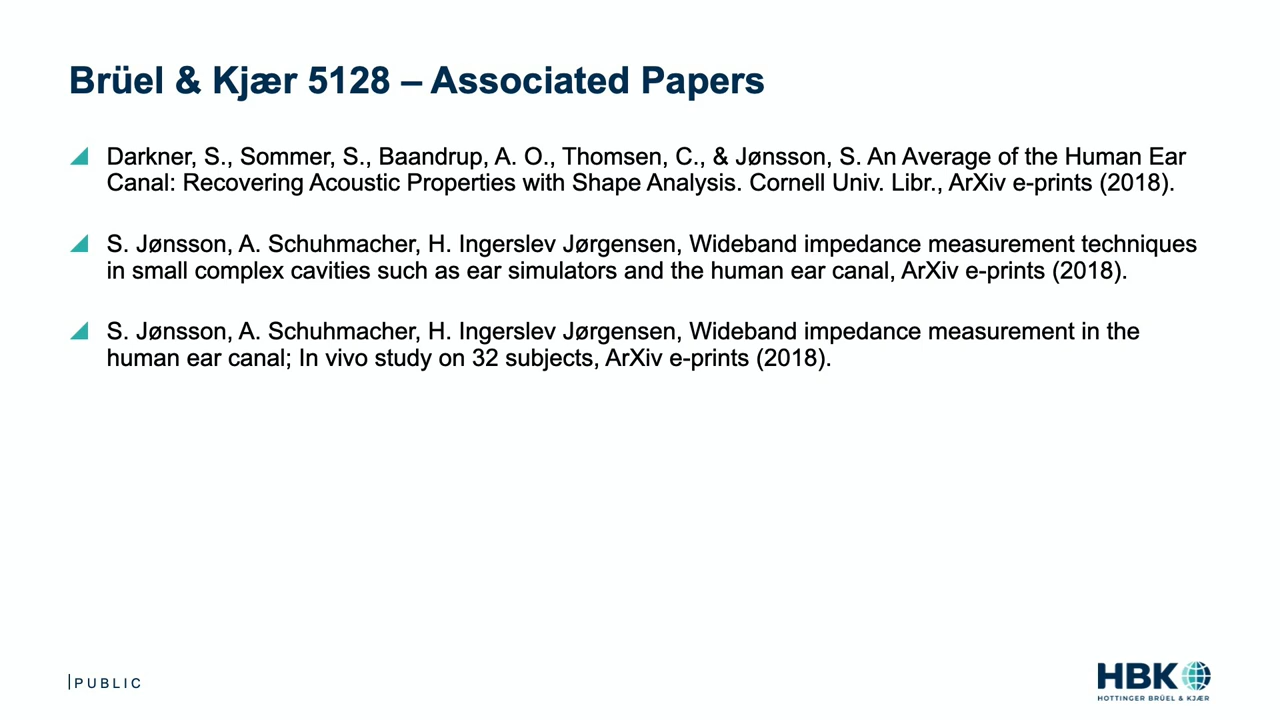 Brüel & Kjær 5128 – Associated Papers
Darkner, S., Sommer, S., Baandrup, A. O., Thomsen, C., & Jønsson, S. An Average of the Human Ear
Canal: Recovering Acoustic Properties with Shape Analysis. Cornell Univ. Libr., ArXiv e-prints (2018).
S. Jønsson, A. Schuhmacher, H. Ingerslev Jørgensen, Wideband impedance measurement techniques
in small complex cavities such as ear simulators and the human ear canal, ArXiv e-prints (2018).
S. Jønsson, A. Schuhmacher, H. Ingerslev Jørgensen, Wideband impedance measurement in the
human ear canal; In vivo study on 32 subjects, ArXiv e-prints (2018).
PUBLIC
HBK
HOTTINGER BRÜEL & KJÆR